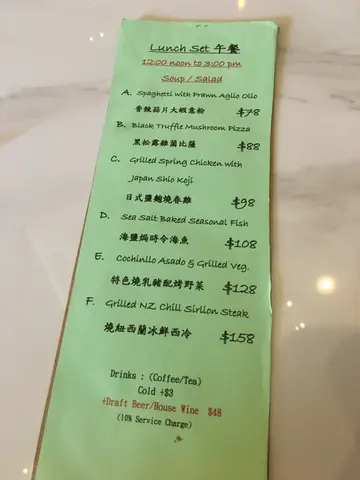 Lunch Set 午餐
12:00 noon to 3:00 pm
Soup / Salad
A. Spaghetti with Prawn Aglio Olio
香辣蒜片大蝦意粉 $78
B. Black Truffle Mushroom Pizza
黑松露雜菌比薩 $88
C. Grilled Spring Chicken with
Japan Shio Koji
日式鹽麴燒春雞 $98
D. Sea Salt Baked Seasonal Fish
海鹽焗時令海魚 $108
E. Cochinllo Asado & Grilled Veg.
特色燒乳豬配烤野菜 $128
F. Grilled NZ Chill Sirlion Steak
燒紐西蘭冰鮮西冷 $158
Drinks : (Coffee/Tea)
Cold +$3
+Draft Beer/House Wine $48
(10% Service Charge)